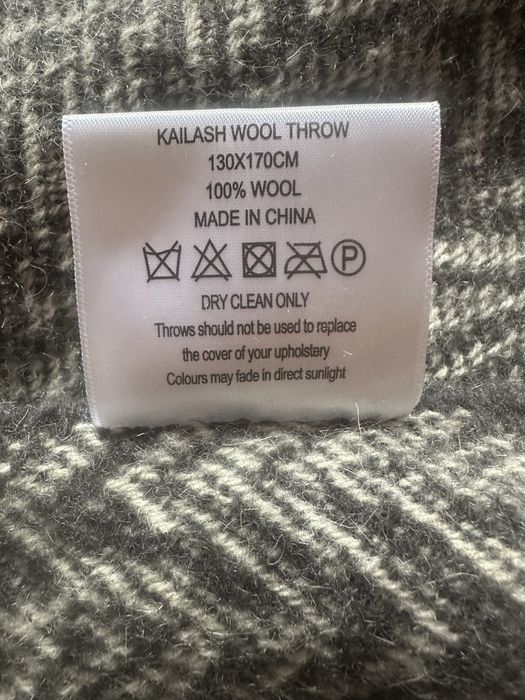 KAILASH WOOL THROW
130X170CM
100% WOOL
MADE IN CHINA
P
DRY CLEAN ONLY
Throws should not be used to replace
the cover of your upholstery
Colours may fade in direct sunlight